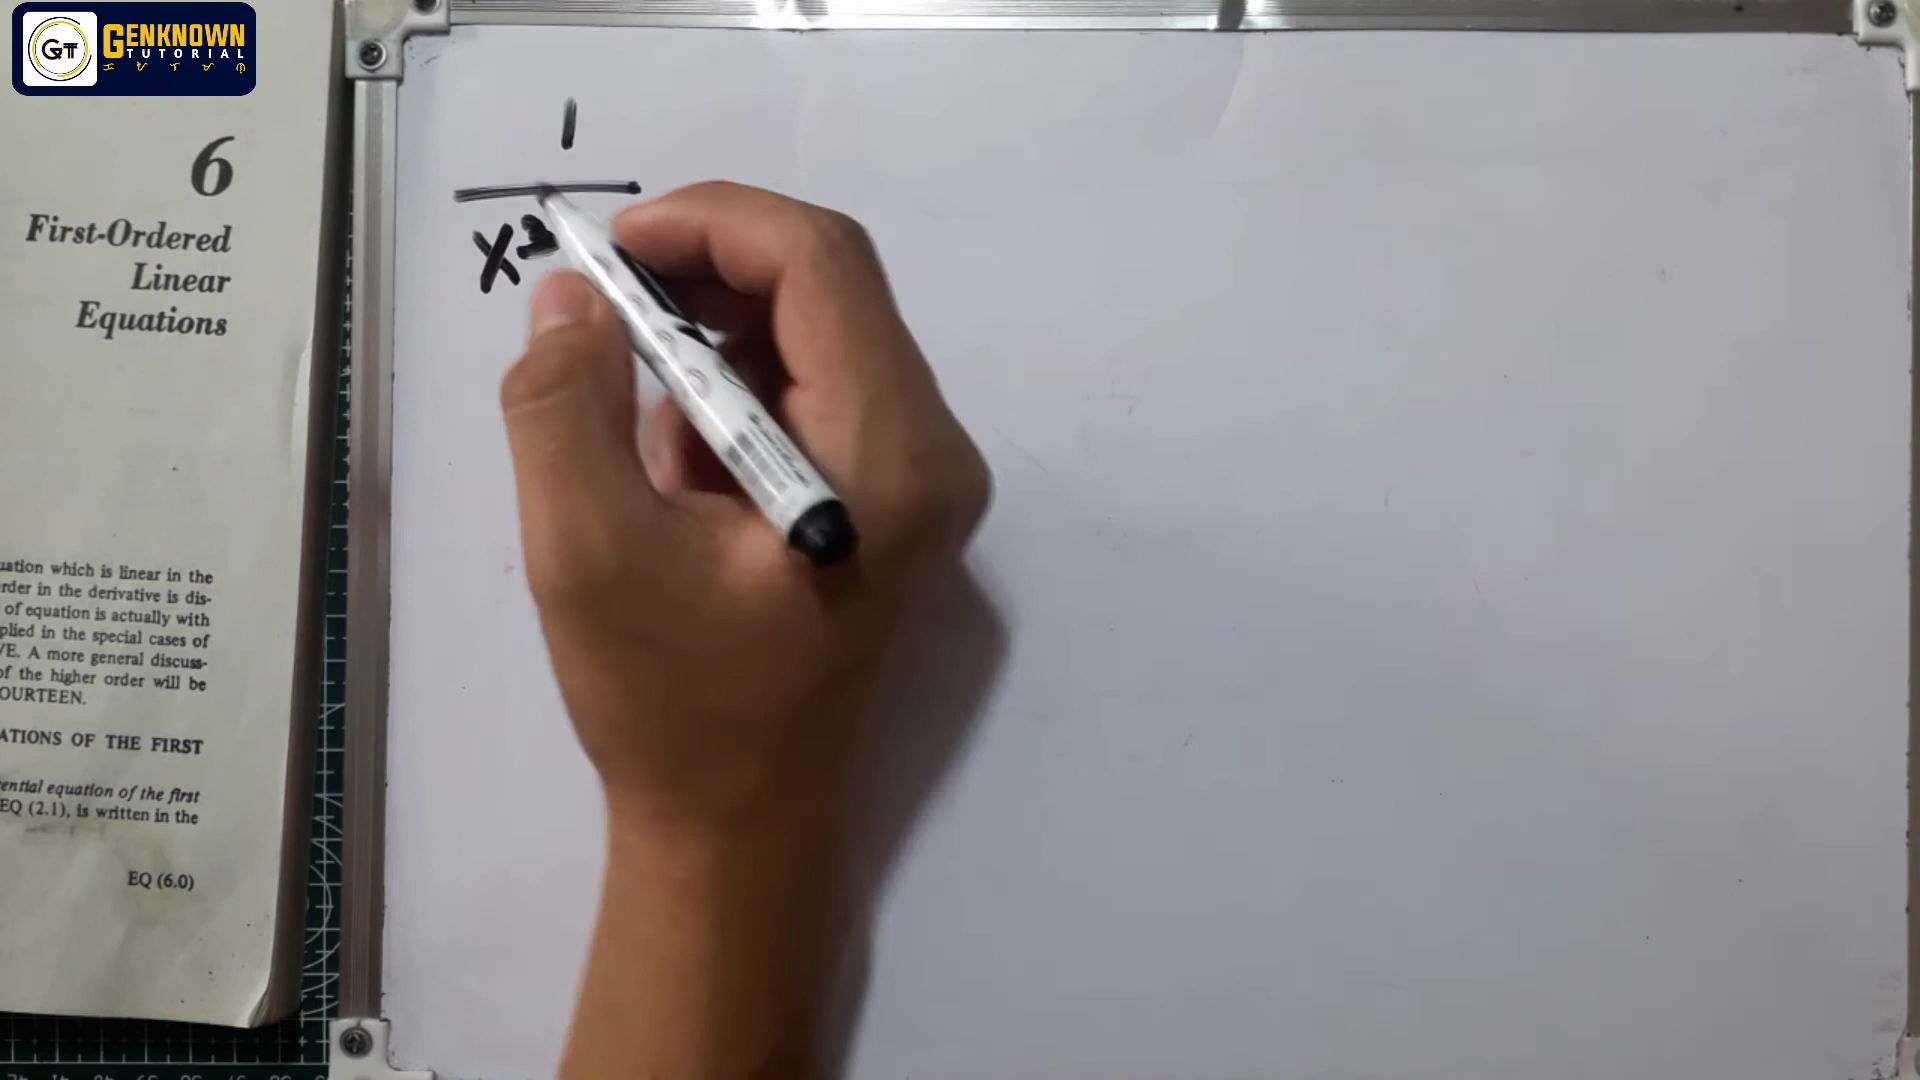 GT GENKNOWN
TUTORIAL
6
First-Ordered
Linear
Equations
uation which is linear in the
rder in the derivative is dis-
of equation is actually with
plied in the special cases of
VE. A more general discuss-
of the higher order will be
OURTEEN.
ATIONS OF THE FIRST
ential equation of the first
EQ (2.1), is written in the
EQ (6.0)
1
x³